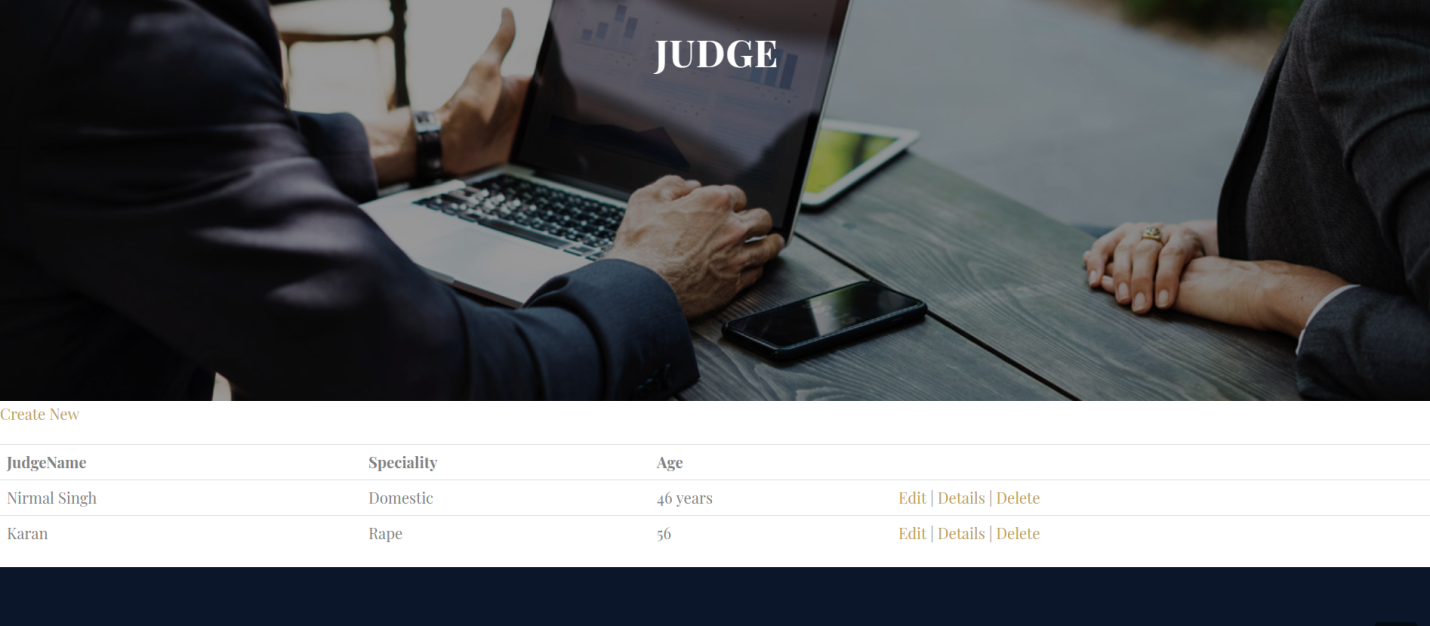 JUDGE
Create New
JudgeName Speciality Age
Nirmal Singh Domestic 46 years Edit | Details | Delete
Karan Rape 56 Edit | Details | Delete